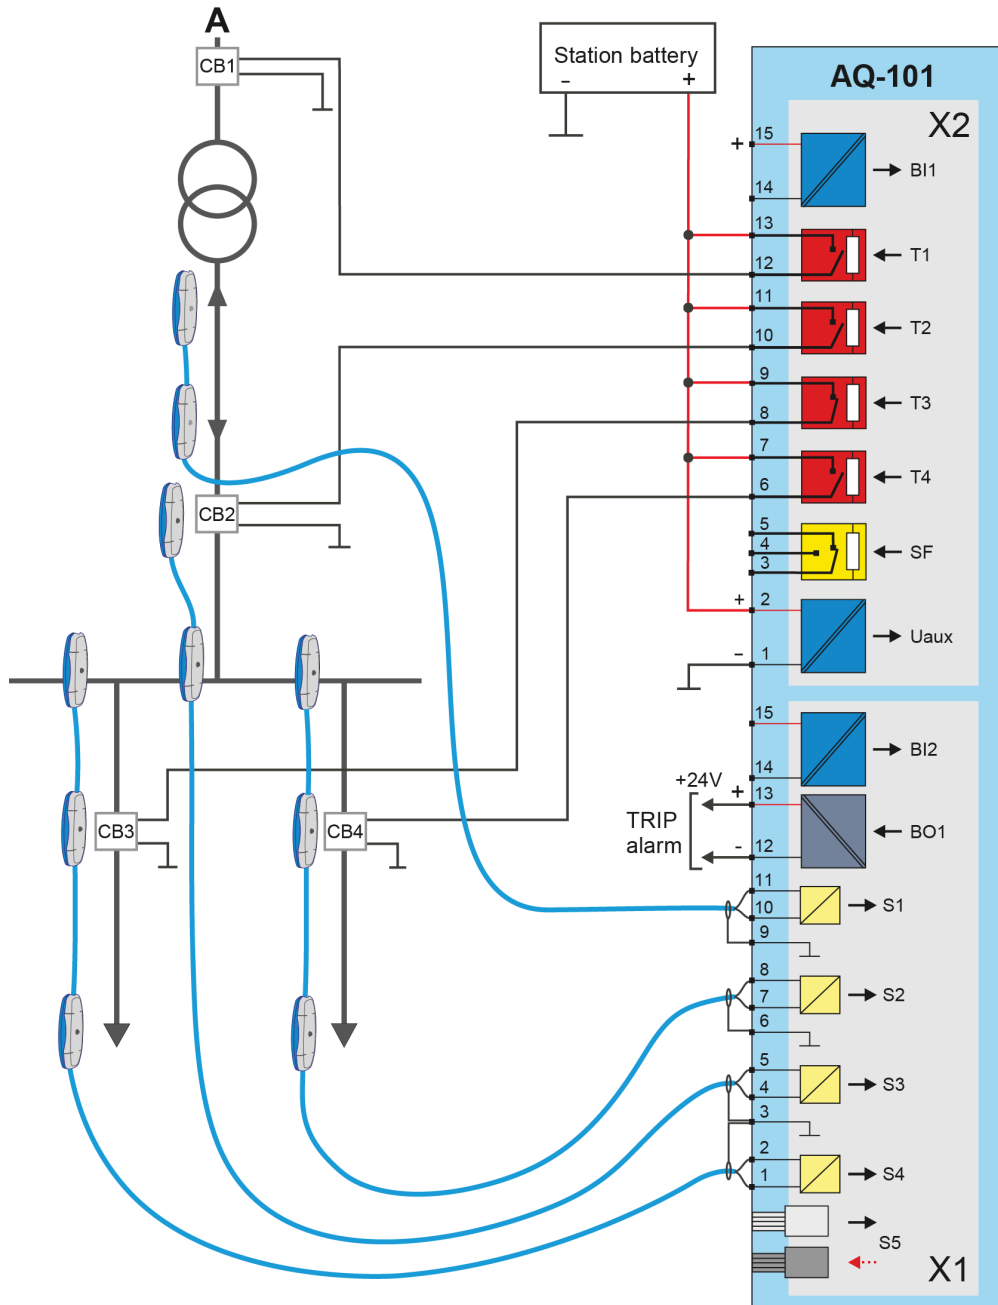 A
CB1
Station battery
– +
AQ-101
X2
+ 15
BI1
14
13
T1
12
11
T2
10
9
T3
8
7
T4
6
5
4
SF
3
+ 2
Uaux
– 1
CB2
CB3
CB4
15
BI2
14
+24V
+ 13
TRIP
alarm
BO1
- 12
11
10
S1
9
8
7
S2
6
5
4
S3
3
2
1
S4
S5
X1